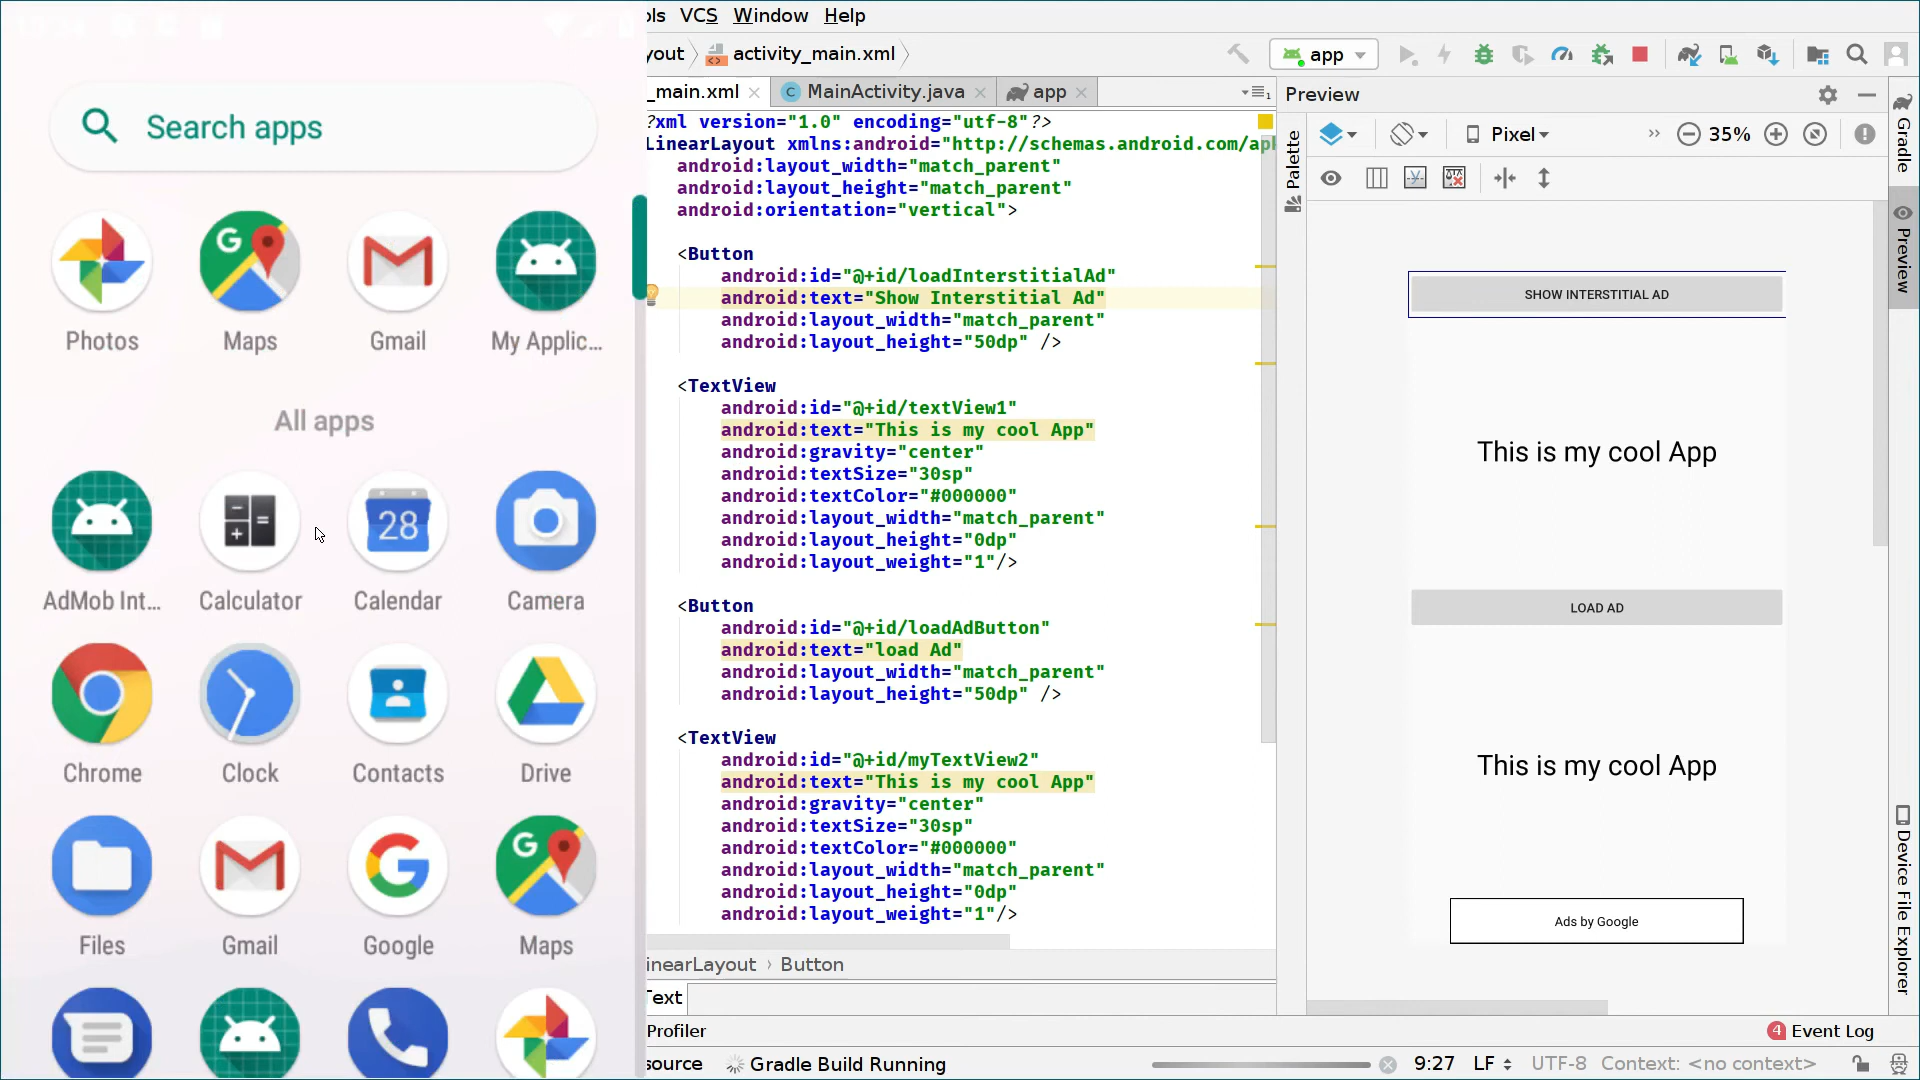 Search apps
Photos
Maps
Gmail
My Applic...
All apps
AdMob Int...
28
Calculator
Calendar
Camera
Chrome
Clock
Contacts
Drive
Files
Gmail
Google
Maps
ols VCS Window Help
yout
activity_main.xml
app
_main.xml
MainActivity.java
app
?xml version="1.0" encoding="utf-8"?>
LinearLayout xmlns:android="http://schemas.android.com/ap
android:layout_width="match_parent"
android:layout_height="match_parent"
android:orientation="vertical">
<Button
android:id="@+id/loadInterstitialAd"
android:text="Show Interstitial Ad"
android:layout_width="match_parent"
android:layout_height="50dp" />
<TextView
android:id="@+id/textView1"
android:text="This is my cool App"
android:gravity="center"
android:textSize="30sp"
android:textColor="#000000"
android:layout_width="match_parent"
android:layout_height="0dp"
android:layout_weight="1"/>
<Button
android:id="@+id/loadAdButton"
android:text="load Ad"
android:layout_width="match_parent"
android:layout_height="50dp" />
<TextView
android:id="@+id/myTextView2"
android:text="This is my cool App"
android:gravity="center"
android:textSize="30sp"
android:textColor="#000000"
android:layout_width="match_parent"
android:layout_height="0dp"
android:layout_weight="1"/>
inearLayout › Button
Text
Profiler
source
Gradle Build Running
Preview
Palette
Pixel
35%
SHOW INTERSTITIAL AD
This is my cool App
LOAD AD
This is my cool App
Ads by Google
Gradle
Preview
Device File Explorer
4 Event Log
9:27 LF UTF-8 Context: <no context>